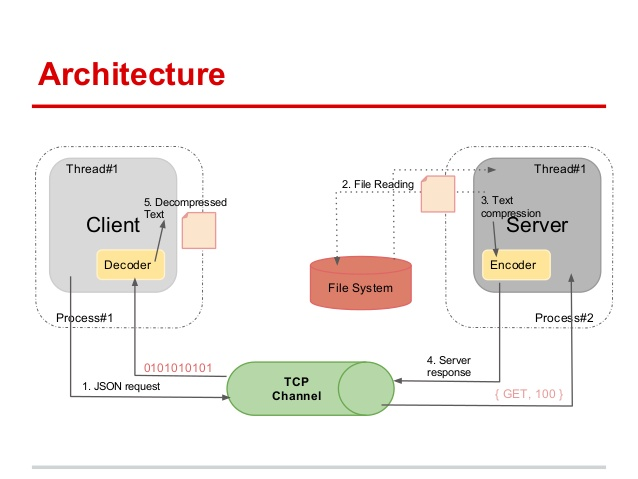 Architecture
Thread#1
Client
5. Decompressed
Text
Decoder
Process#1
2. File Reading
File System
Thread#1
3. Text
compression
Server
Encoder
Process#2
0101010101
1. JSON request
TCP
Channel
4. Server
response
{ GET, 100 }